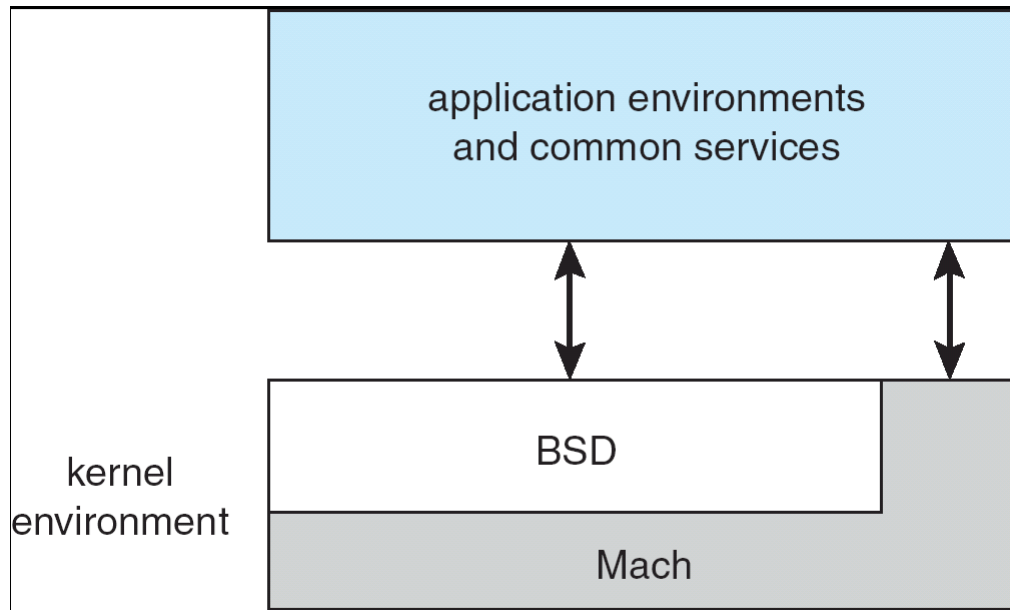 application environments
and common services
BSD
kernel
environment
Mach